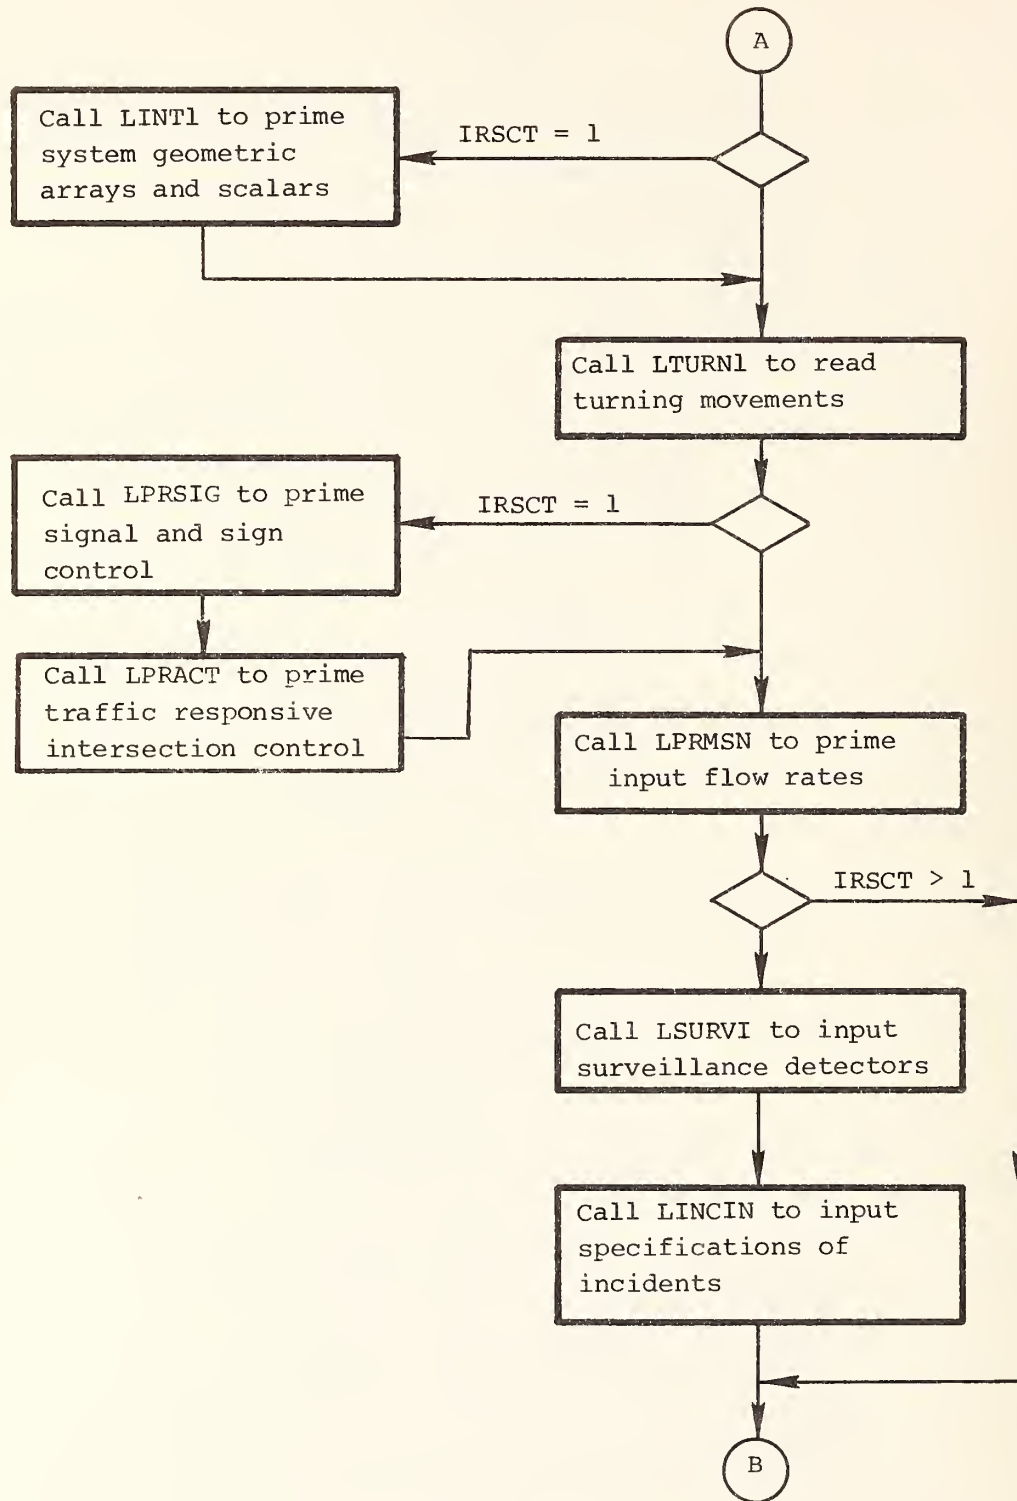 A
Call LINT1 to prime
system geometric
arrays and scalars
IRSCT = 1
Call LTURN1 to read
turning movements
Call LPRSIG to prime
signal and sign
control
IRSCT = 1
Call LPRACT to prime
traffic responsive
intersection control
Call LPRMSN to prime
input flow rates
IRSCT > 1
Call LSURVI to input
surveillance detectors
Call LINCIN to input
specifications of
incidents
B